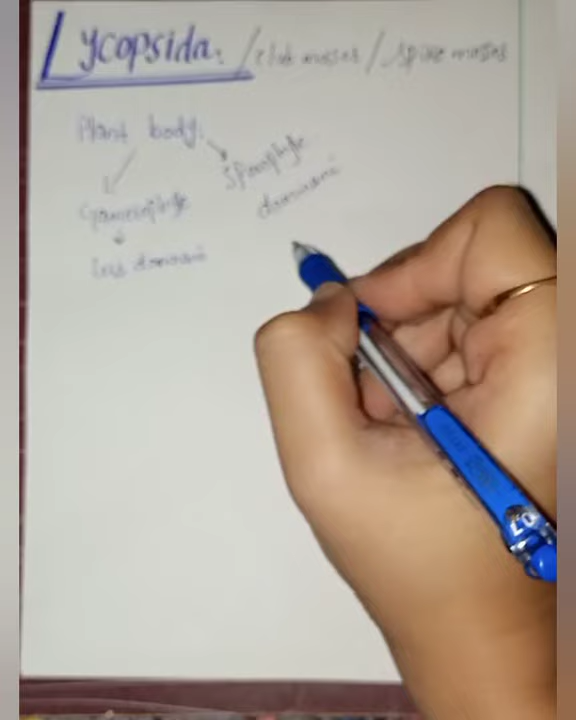 Lycopsida. / club mosses / spike mosses
Plant body.
Sporophyte
dominant
Gametophyte
less dominant